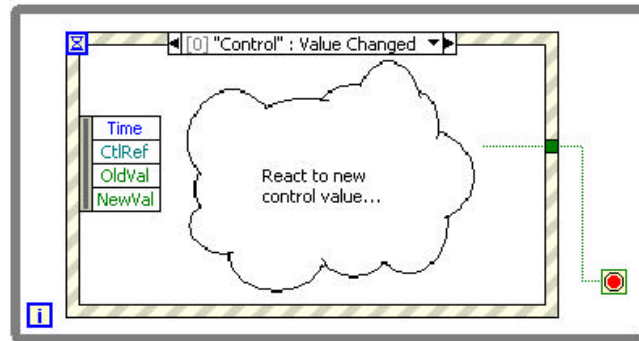 [0] "Control" : Value Changed
Time
CtlRef
OldVal
NewVal
React to new
control value...
i